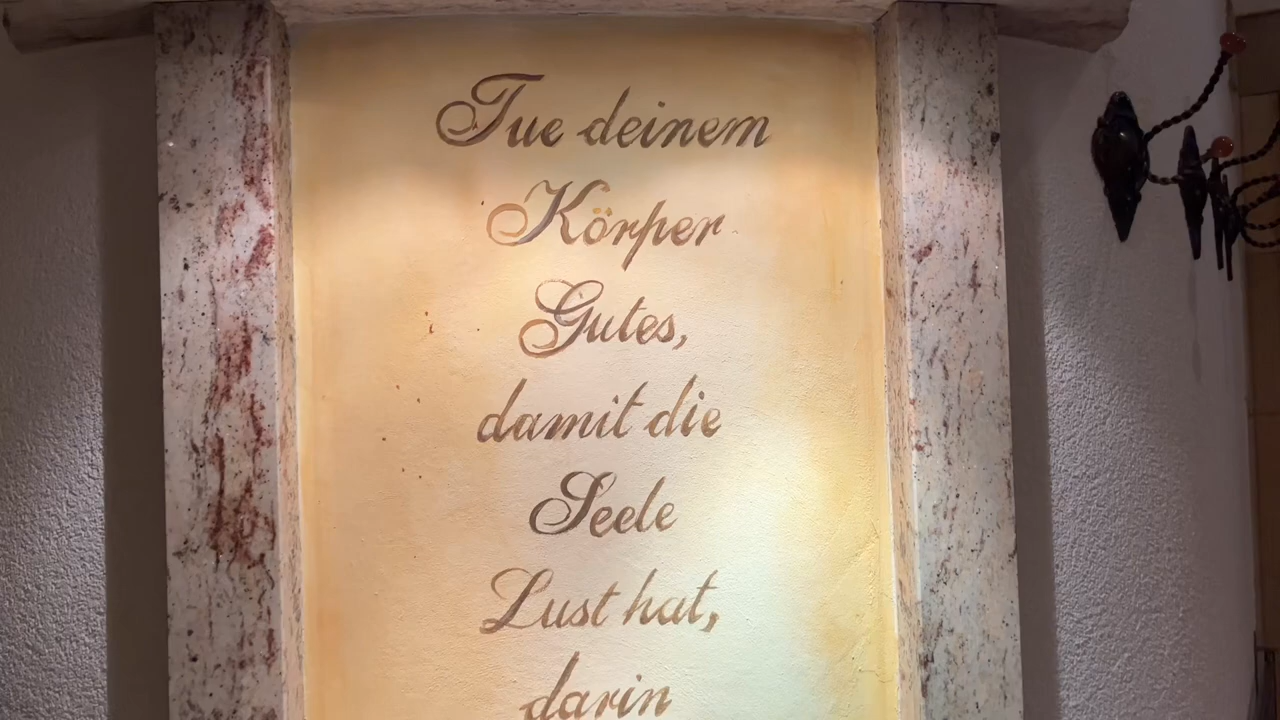 Tue deinem
Körper
Gutes,
damit die
Seele
Lust hat,
darin